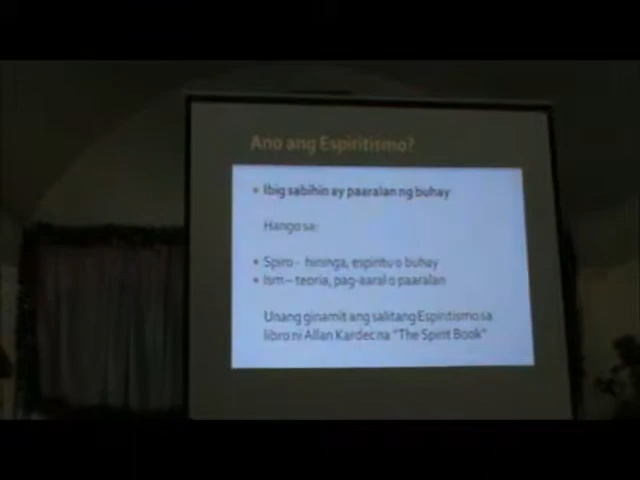 Ano ang Espiritismo?
Ibig sabihin ay paaralan ng buhay
Hango sa:
Spiro - hininga, espiritu o buhay
Ism – teoria, pag-aaral o paaralan
Unang ginamit ang salitang Espiritismo sa
libro ni Allan Kardec na "The Spirit Book"